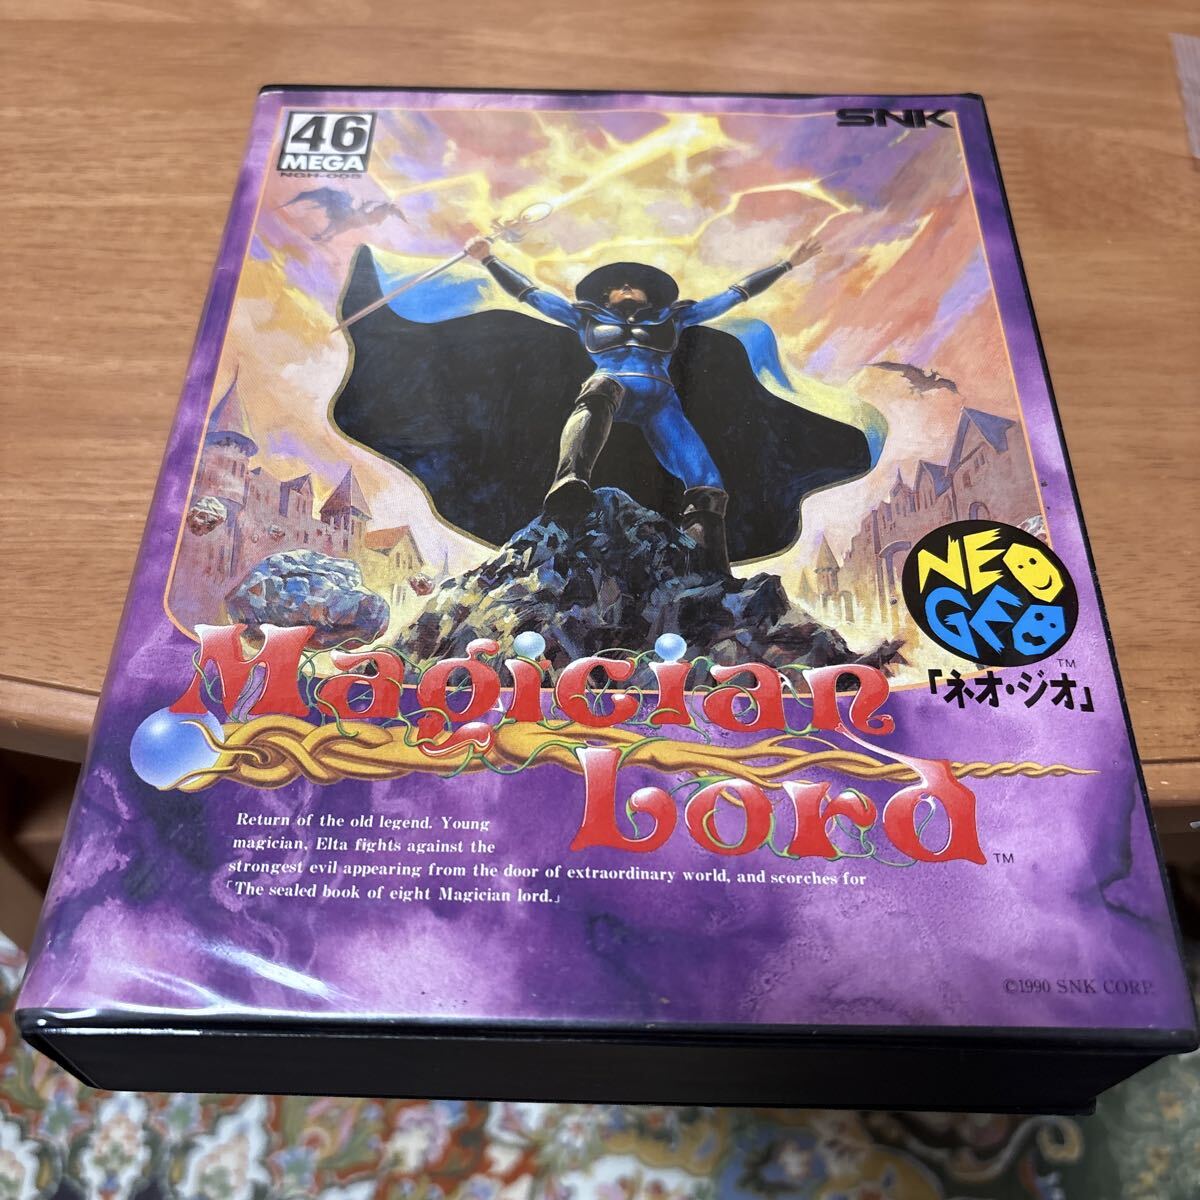 46
MEGA
NGH-005
SNK
NEO
GEO
TM
「ネオ・ジオ」
Magician
Lord
TM
Return of the old legend. Young
magician, Elta fights against the
strongest evil appearing from the door of extraordinary world, and scorches for
「The sealed book of eight Magician lord.」
©1990 SNK CORP.